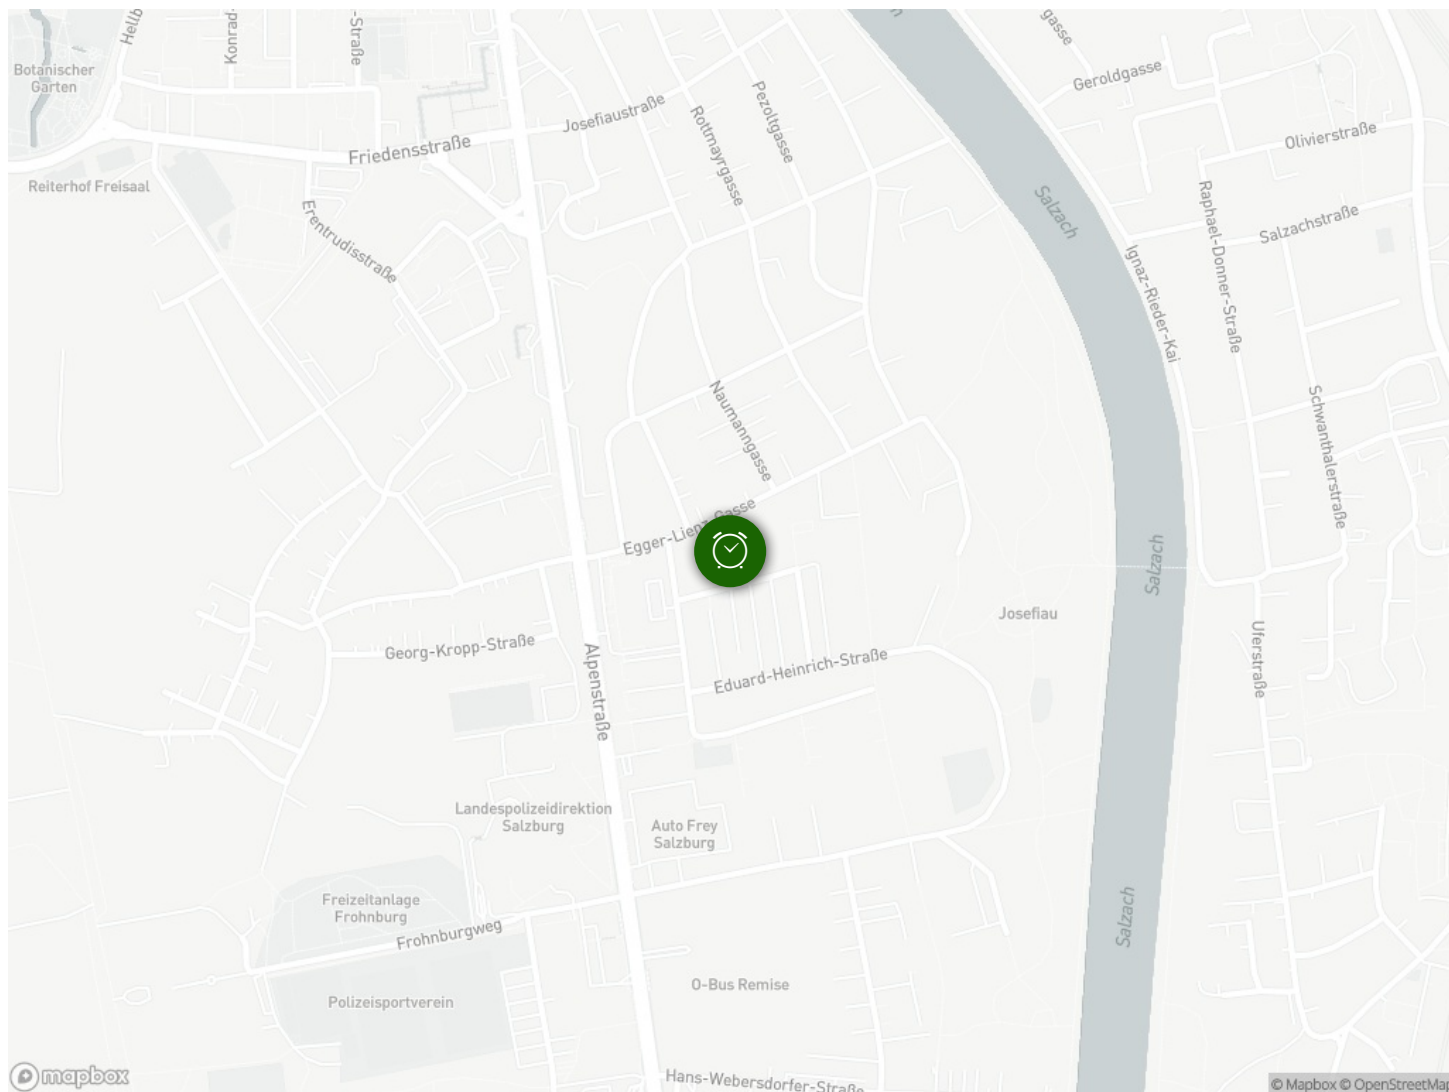 Hellb
Konrad-
-Straße
gasse
Geroldgasse
Botanischer
Garten
Josefiaustraße
Rottmayrgasse
Pezoltgasse
Olivierstraße
Friedensstraße
Reiterhof Freisaal
Erentrudisstraße
Salzach
Raphael-Donner-Straße
Salzachstraße
Ignaz-Rieder-Kai
Naumanngasse
Schwanthalerstraße
Egger-Lienz-Gasse
Salzach
Josefiau
Georg-Kropp-Straße
Alpenstraße
Eduard-Heinrich-Straße
Uferstraße
Landespolizeidirektion
Salzburg
Auto Frey
Salzburg
Freizeitanlage
Frohnburg
Frohnburgweg
Salzach
O-Bus Remise
Polizeisportverein
Hans-Webersdorfer-Straße
mapbox
© Mapbox © OpenStreetMap